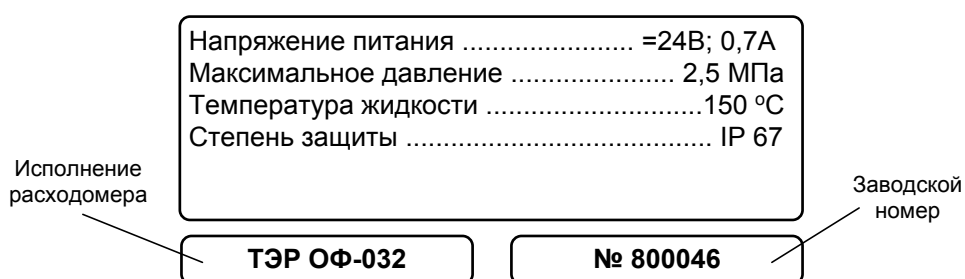 Напряжение питания ....................... =24В; 0,7А
Максимальное давление ...................... 2,5 МПа
Температура жидкости .............................150 ºС
Степень защиты ......................................... IP 67
Исполнение
расходомера
Заводской
номер
ТЭР ОФ-032
№ 800046